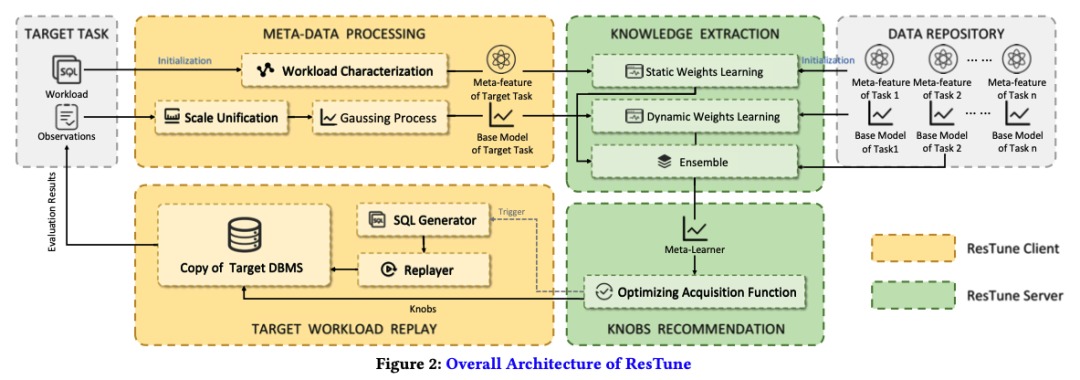 TARGET TASK
SQL
Workload
Observations
Evaluation Results
META-DATA PROCESSING
Initialization
Workload Characterization
Meta-feature
of Target Task
Scale Unification
Gaussing Process
Base Model
of Target Task
KNOWLEDGE EXTRACTION
Static Weights Learning
Dynamic Weights Learning
Ensemble
DATA REPOSITORY
Initialization
Meta-feature
of Task 1
Meta-feature
of Task 2
... ...
Meta-feature
of Task n
Base Model
of Task1
Base Model
of Task 2
... ...
Base Model
of Task n
Copy of Target DBMS
SQL
SQL Generator
Replayer
Trigger
Knobs
TARGET WORKLOAD REPLAY
Meta-Learner
Optimizing Acquisition Function
KNOBS RECOMMENDATION
ResTune Client
ResTune Server
Figure 2: Overall Architecture of ResTune